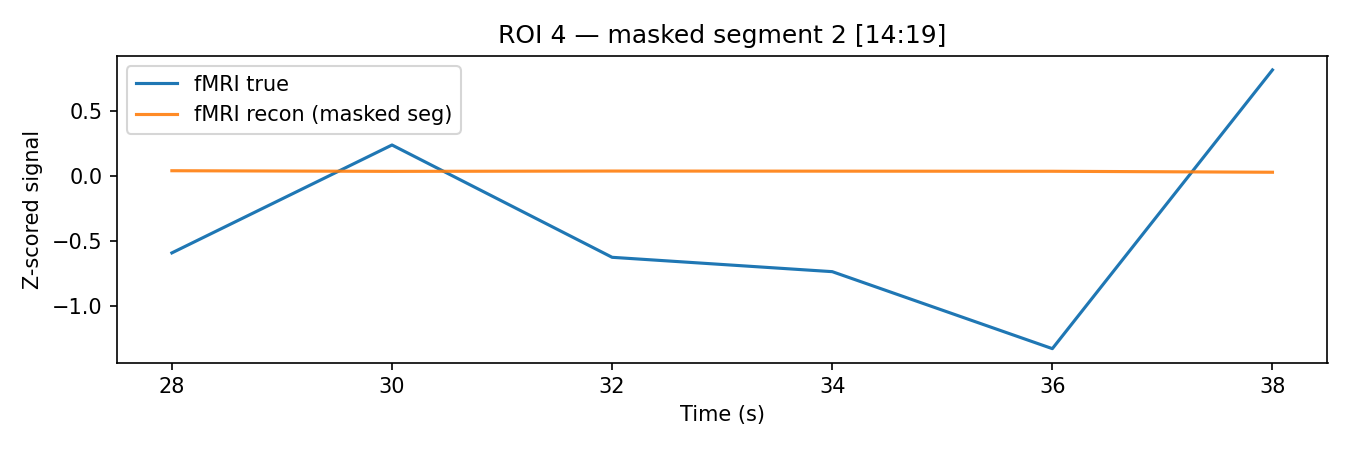 ROI 4 — masked segment 2 [14:19]
fMRI true
fMRI recon (masked seg)
Z-scored signal
0.5
0.0
−0.5
−1.0
28 30 32 34 36 38
Time (s)